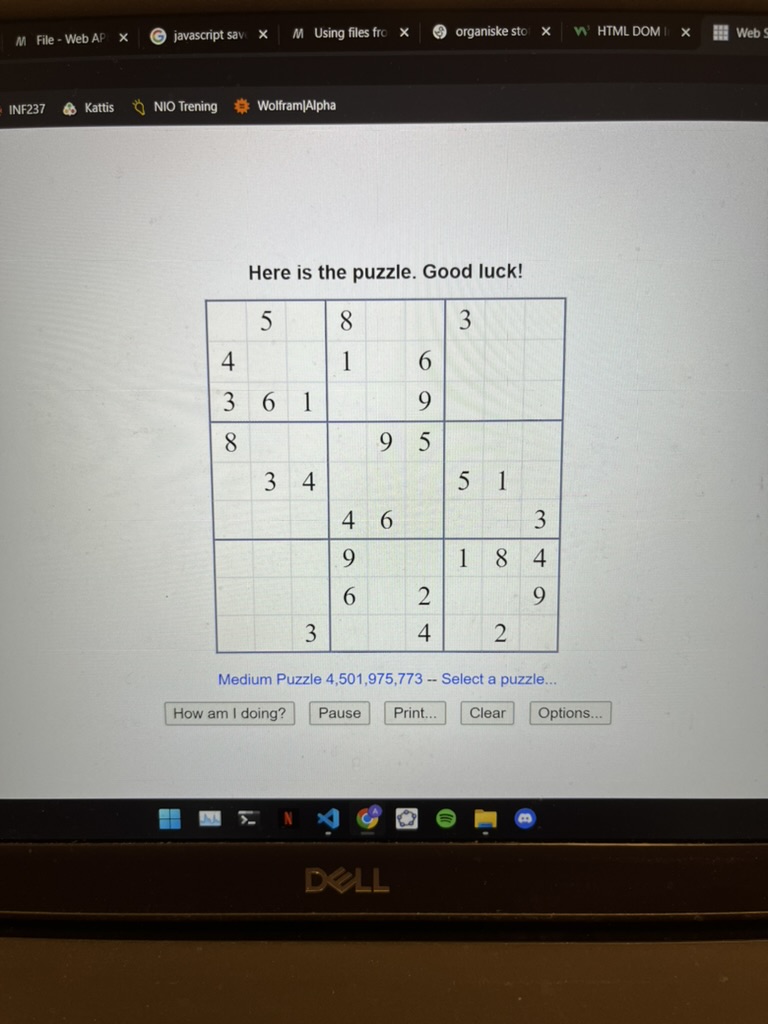 File - Web AP
javascript sav
Using files fro
organiske sto
HTML DOM
Web S
INF237
Kattis
NIO Trening
Wolfram|Alpha
Here is the puzzle. Good luck!
5 8 3
4 1 6
3 6 1 9
8 9 5
3 4 5 1
4 6 3
9 1 8 4
6 2 9
3 4 2
Medium Puzzle 4,501,975,773 -- Select a puzzle...
How am I doing? Pause Print... Clear Options...
DELL